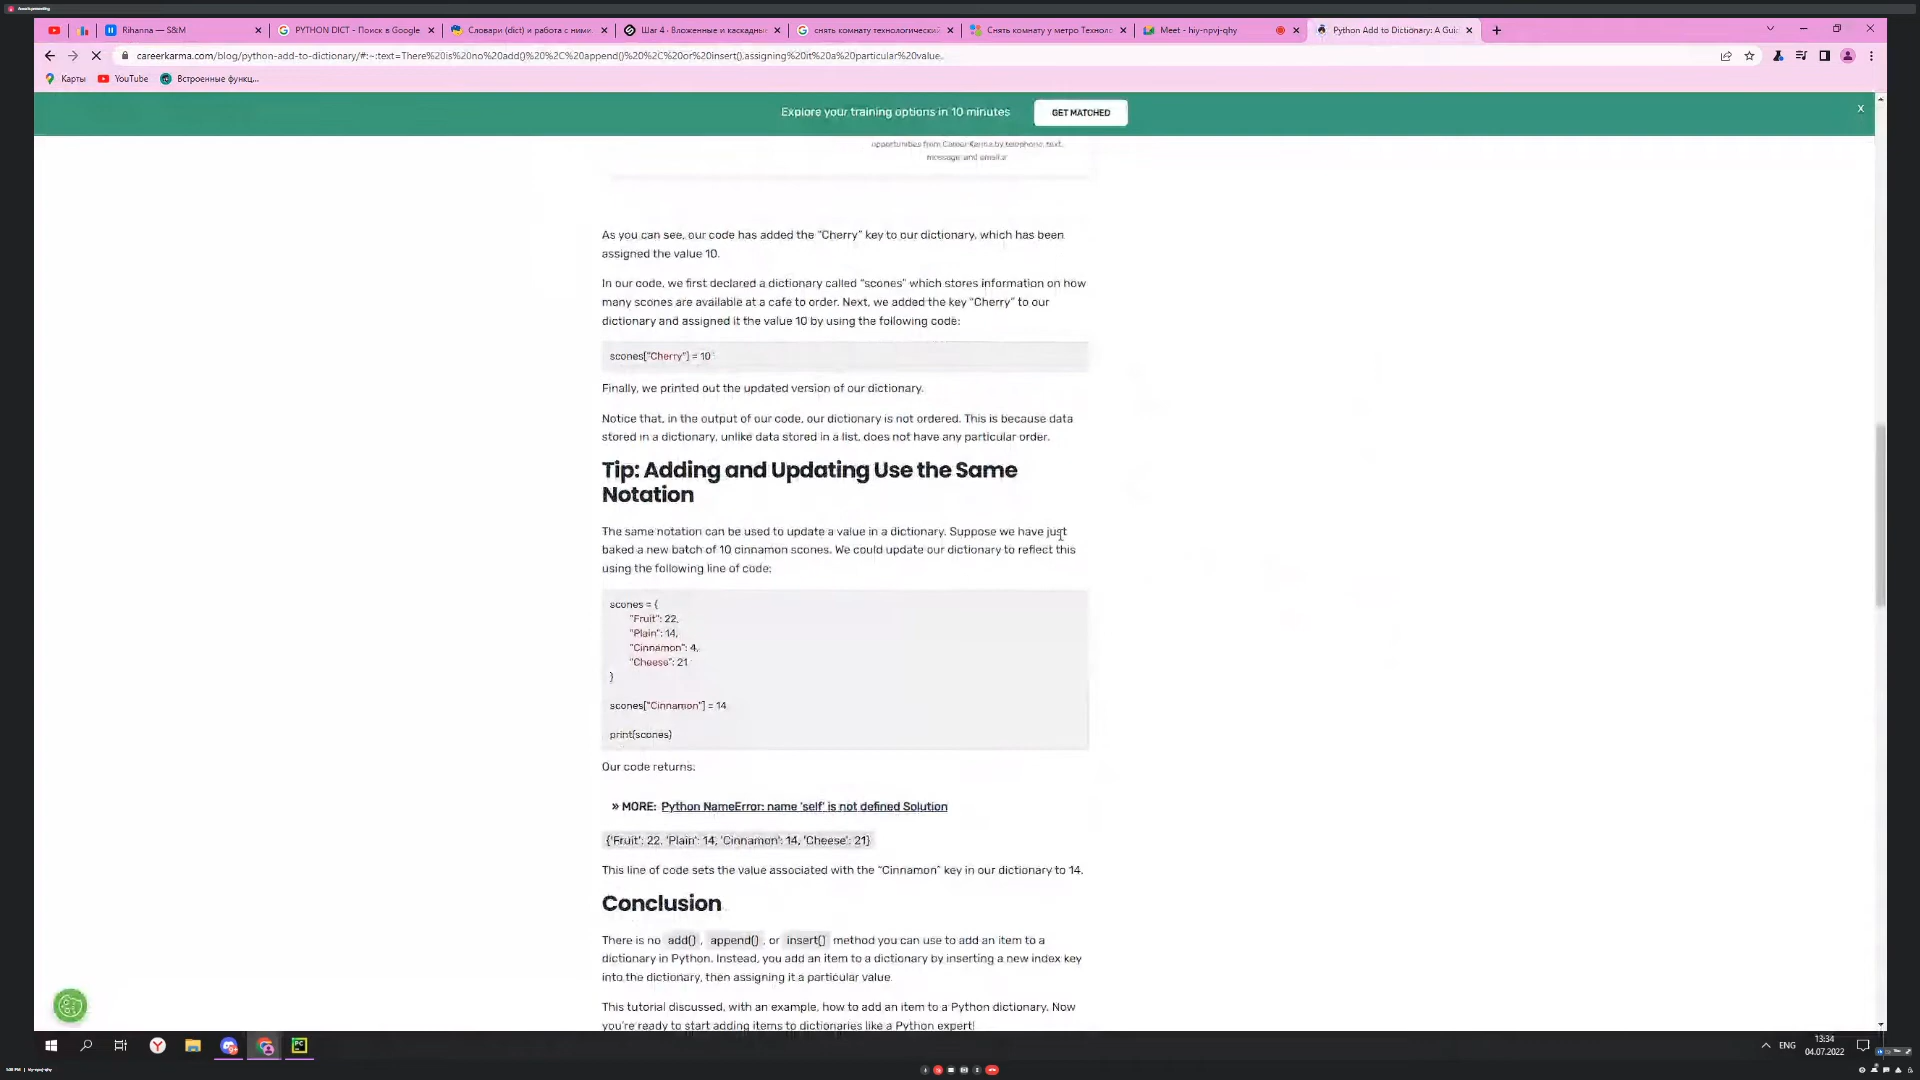 Rihanna — S&M
PYTHON DICT - Поиск в Google
Словари (dict) и работа с ними.
Шаг 4 · Вложенные и каскадные
снять комнату технологический
Снять комнату у метро Технолог
Meet - hiy-npvj-qhy
Python Add to Dictionary: A Guid
careerkarma.com/blog/python-add-to-dictionary/#:~:text=There%20is%20no%20add()%20%2C%20append()%20%2C%20or%20insert(),assigning%20it%20a%20particular%20value.
Карты
YouTube
Встроенные функц...
Explore your training options in 10 minutes
GET MATCHED
X
opportunities from Career Karma by telephone, text
message and email.
As you can see, our code has added the “Cherry” key to our dictionary, which has been
assigned the value 10.
In our code, we first declared a dictionary called “scones” which stores information on how
many scones are available at a cafe to order. Next, we added the key “Cherry” to our
dictionary and assigned it the value 10 by using the following code:
scones["Cherry"] = 10
Finally, we printed out the updated version of our dictionary.
Notice that, in the output of our code, our dictionary is not ordered. This is because data
stored in a dictionary, unlike data stored in a list, does not have any particular order.
Tip: Adding and Updating Use the Same
Notation
The same notation can be used to update a value in a dictionary. Suppose we have just
baked a new batch of 10 cinnamon scones. We could update our dictionary to reflect this
using the following line of code:
scones = {
"Fruit": 22,
"Plain": 14,
"Cinnamon": 4,
"Cheese": 21
}
scones["Cinnamon"] = 14
print(scones)
Our code returns:
» MORE: Python NameError: name 'self' is not defined Solution
{'Fruit': 22, 'Plain': 14, 'Cinnamon': 14, 'Cheese': 21}
This line of code sets the value associated with the “Cinnamon” key in our dictionary to 14.
Conclusion
There is no add(), append(), or insert() method you can use to add an item to a
dictionary in Python. Instead, you add an item to a dictionary by inserting a new index key
into the dictionary, then assigning it a particular value.
This tutorial discussed, with an example, how to add an item to a Python dictionary. Now
you’re ready to start adding items to dictionaries like a Python expert!
ENG
13:34
04.07.2022